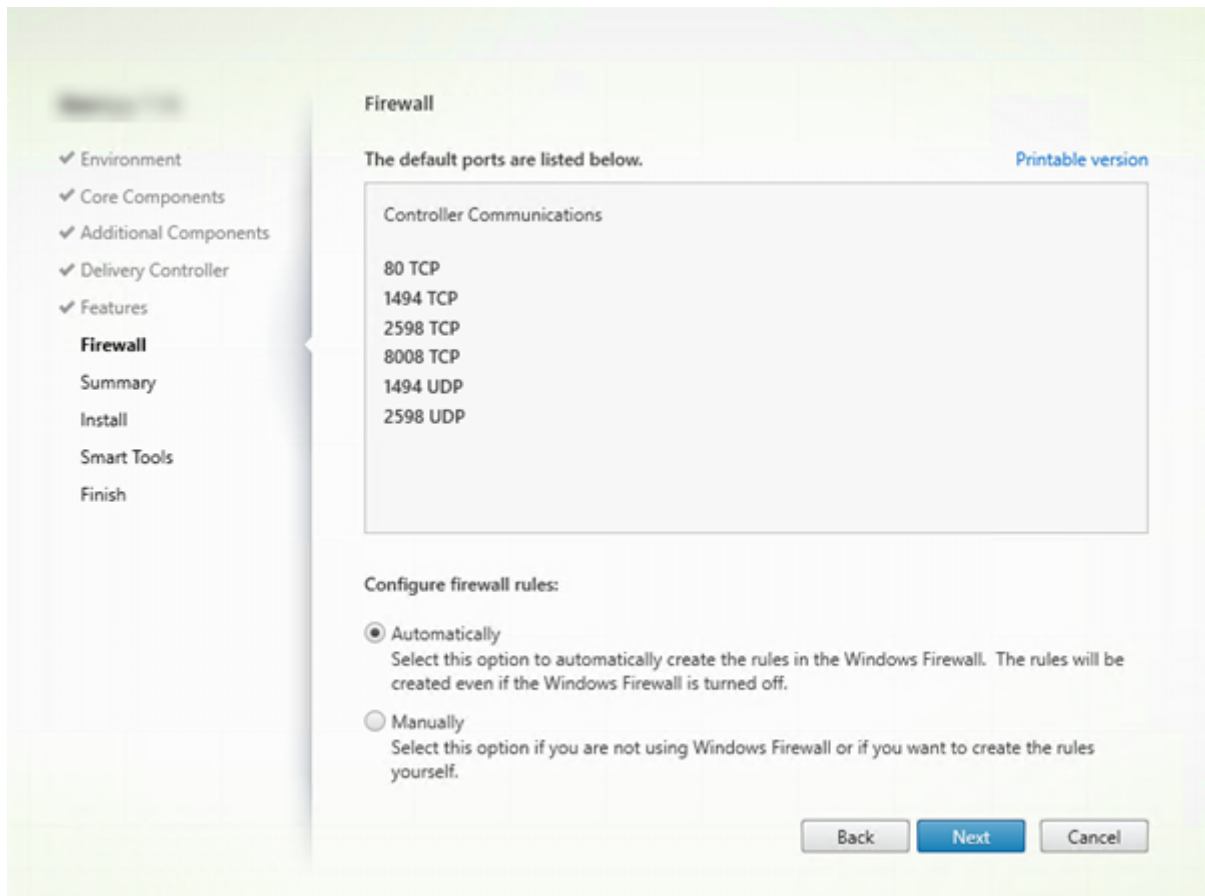 Environment
Core Components
Additional Components
Delivery Controller
Features
Firewall
Summary
Install
Smart Tools
Finish
Firewall
The default ports are listed below.
Printable version
Controller Communications
80 TCP
1494 TCP
2598 TCP
8008 TCP
1494 UDP
2598 UDP
Configure firewall rules:
Automatically
Select this option to automatically create the rules in the Windows Firewall. The rules will be
created even if the Windows Firewall is turned off.
Manually
Select this option if you are not using Windows Firewall or if you want to create the rules
yourself.
Back
Next
Cancel